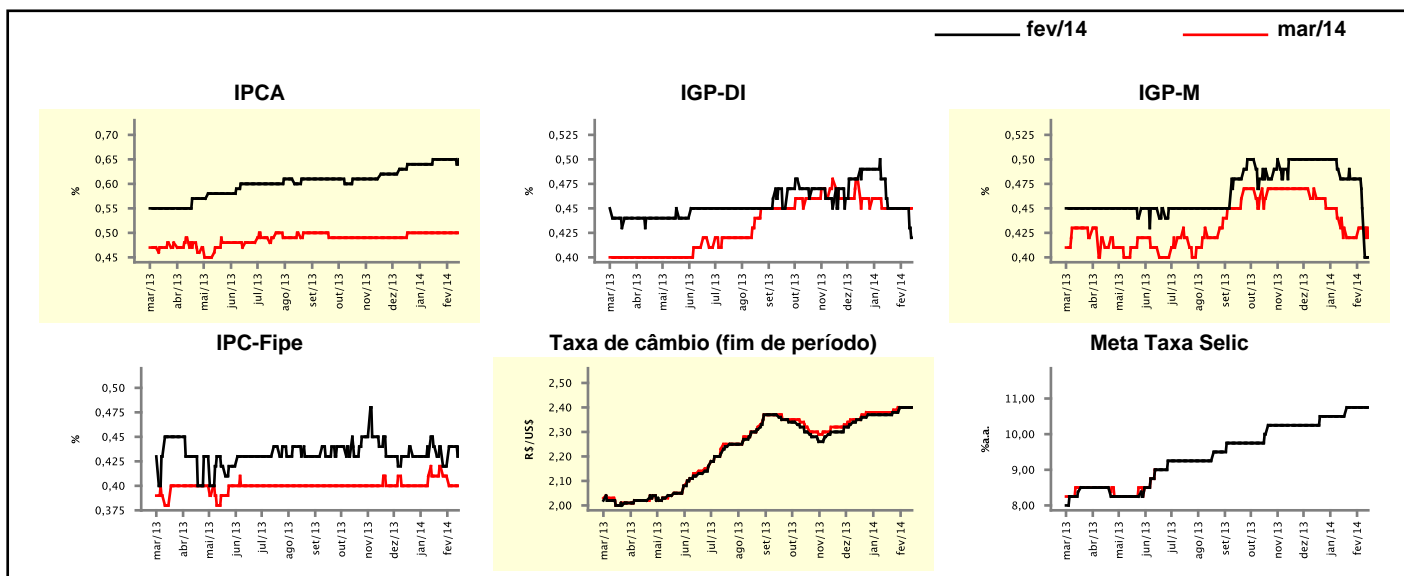 fev/14 mar/14
IPCA
%
0,70
0,65
0,60
0,55
0,50
0,45
mar/13 abr/13 mai/13 jun/13 jul/13 ago/13 set/13 out/13 nov/13 dez/13 jan/14 fev/14
IGP-DI
%
0,525
0,50
0,475
0,45
0,425
0,40
mar/13 abr/13 mai/13 jun/13 jul/13 ago/13 set/13 out/13 nov/13 dez/13 jan/14 fev/14
IGP-M
%
0,525
0,50
0,475
0,45
0,425
0,40
mar/13 abr/13 mai/13 jun/13 jul/13 ago/13 set/13 out/13 nov/13 dez/13 jan/14 fev/14
IPC-Fipe
%
0,50
0,475
0,45
0,425
0,40
0,375
mar/13 abr/13 mai/13 jun/13 jul/13 ago/13 set/13 out/13 nov/13 dez/13 jan/14 fev/14
Taxa de câmbio (fim de período)
R$/US$
2,50
2,40
2,30
2,20
2,10
2,00
mar/13 abr/13 mai/13 jun/13 jul/13 ago/13 set/13 out/13 nov/13 dez/13 jan/14 fev/14
Meta Taxa Selic
%a.a.
11,00
10,00
9,00
8,00
mar/13 abr/13 mai/13 jun/13 jul/13 ago/13 set/13 out/13 nov/13 dez/13 jan/14 fev/14